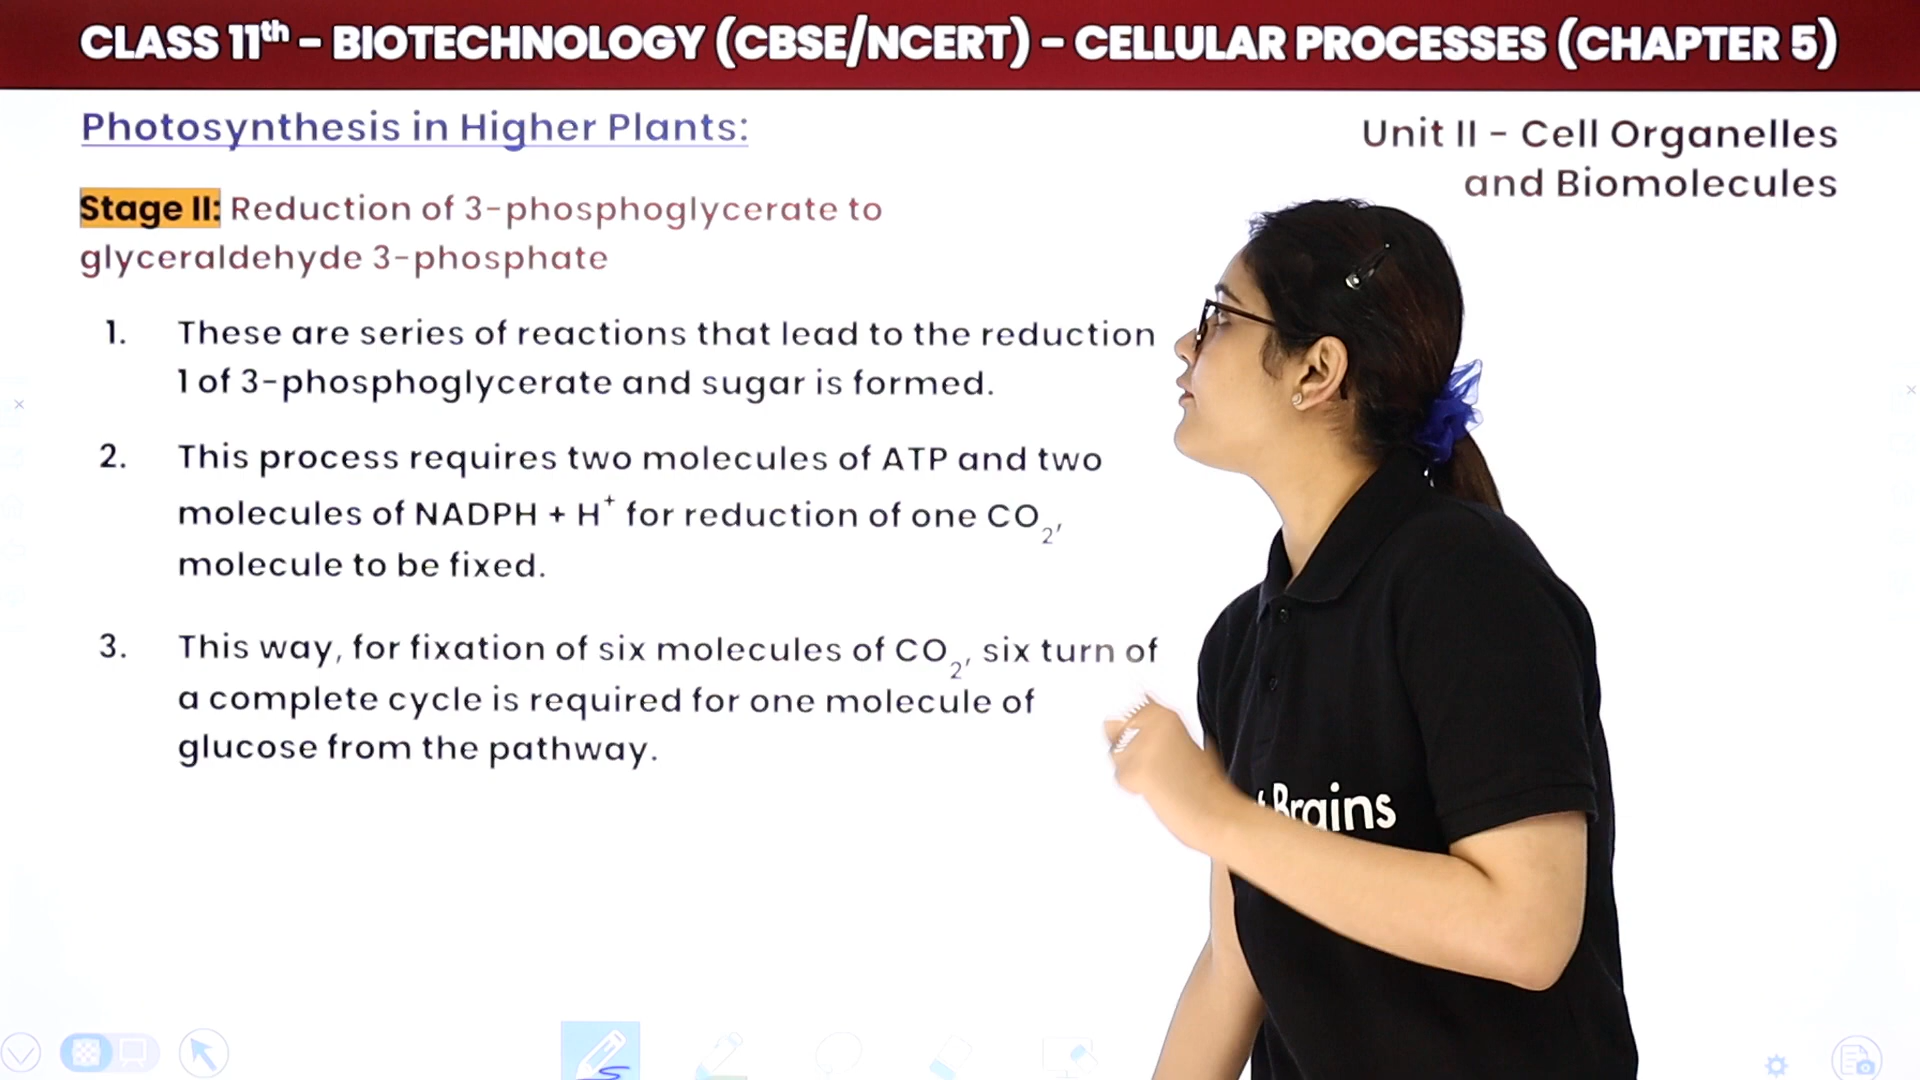 CLASS 11th - BIOTECHNOLOGY (CBSE/NCERT) - CELLULAR PROCESSES (CHAPTER 5)
Photosynthesis in Higher Plants:
Unit II - Cell Organelles
and Biomolecules
Stage II: Reduction of 3-phosphoglycerate to
glyceraldehyde 3-phosphate
1. These are series of reactions that lead to the reduction
1 of 3-phosphoglycerate and sugar is formed.
2. This process requires two molecules of ATP and two
molecules of NADPH + H⁺ for reduction of one CO₂,
molecule to be fixed.
3. This way, for fixation of six molecules of CO₂, six turn of
a complete cycle is required for one molecule of
glucose from the pathway.
Brains